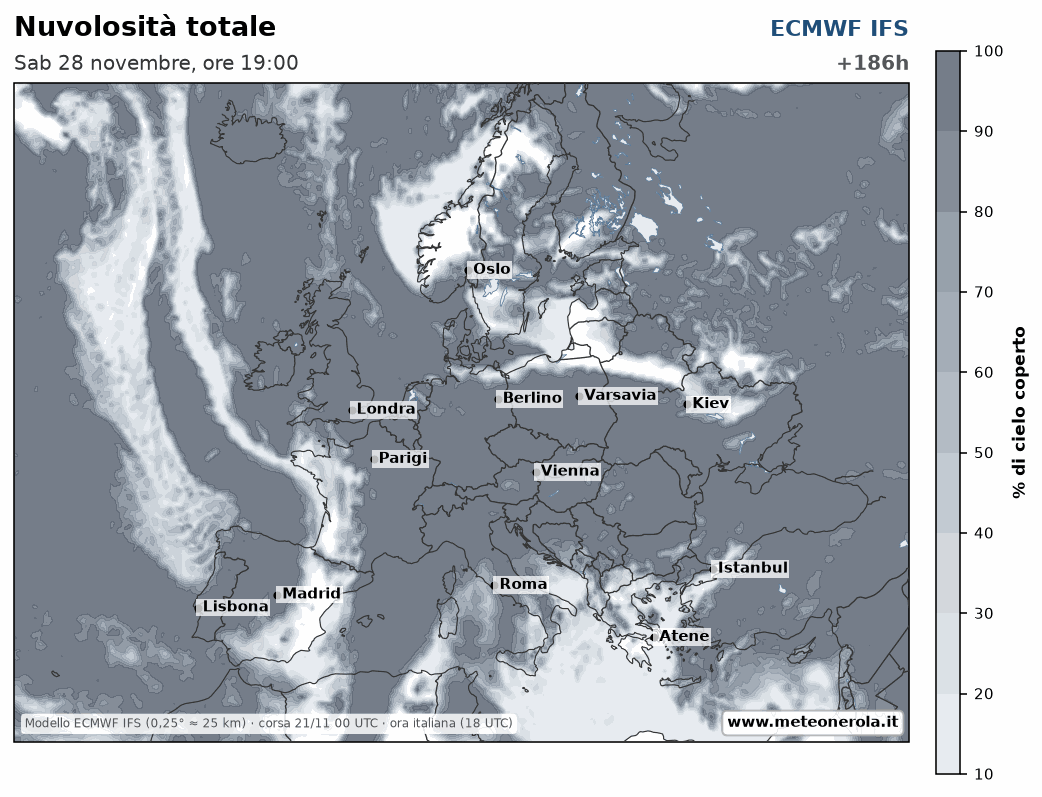 Nuvolosità totale
ECMWF IFS
Sab 28 novembre, ore 19:00
+186h
Oslo
Londra
Berlino
Varsavia
Kiev
Parigi
Vienna
Istanbul
Roma
Madrid
Lisbona
Atene
Modello ECMWF IFS (0,25° ≈ 25 km) · corsa 21/11 00 UTC · ora italiana (18 UTC)
www.meteonerola.it
100
90
80
70
60
50
40
30
20
10
% di cielo coperto